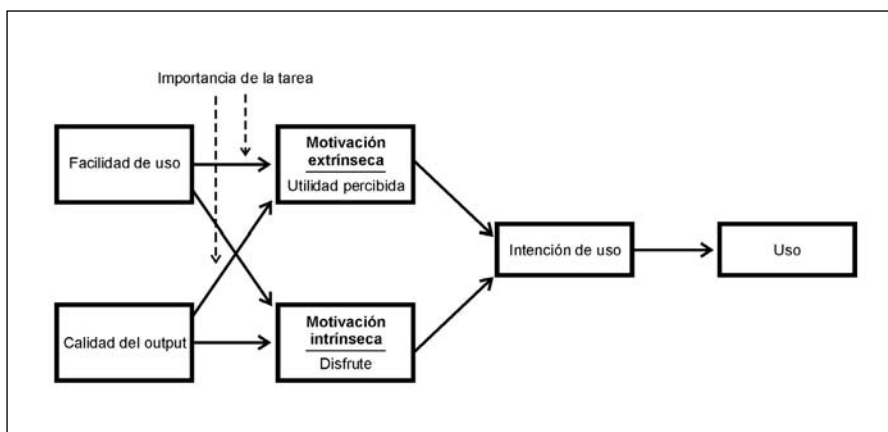 Importancia de la tarea
Facilidad de uso
Motivación
extrínseca
Utilidad percibida
Intención de uso
Uso
Calidad del output
Motivación
intrínseca
Disfrute